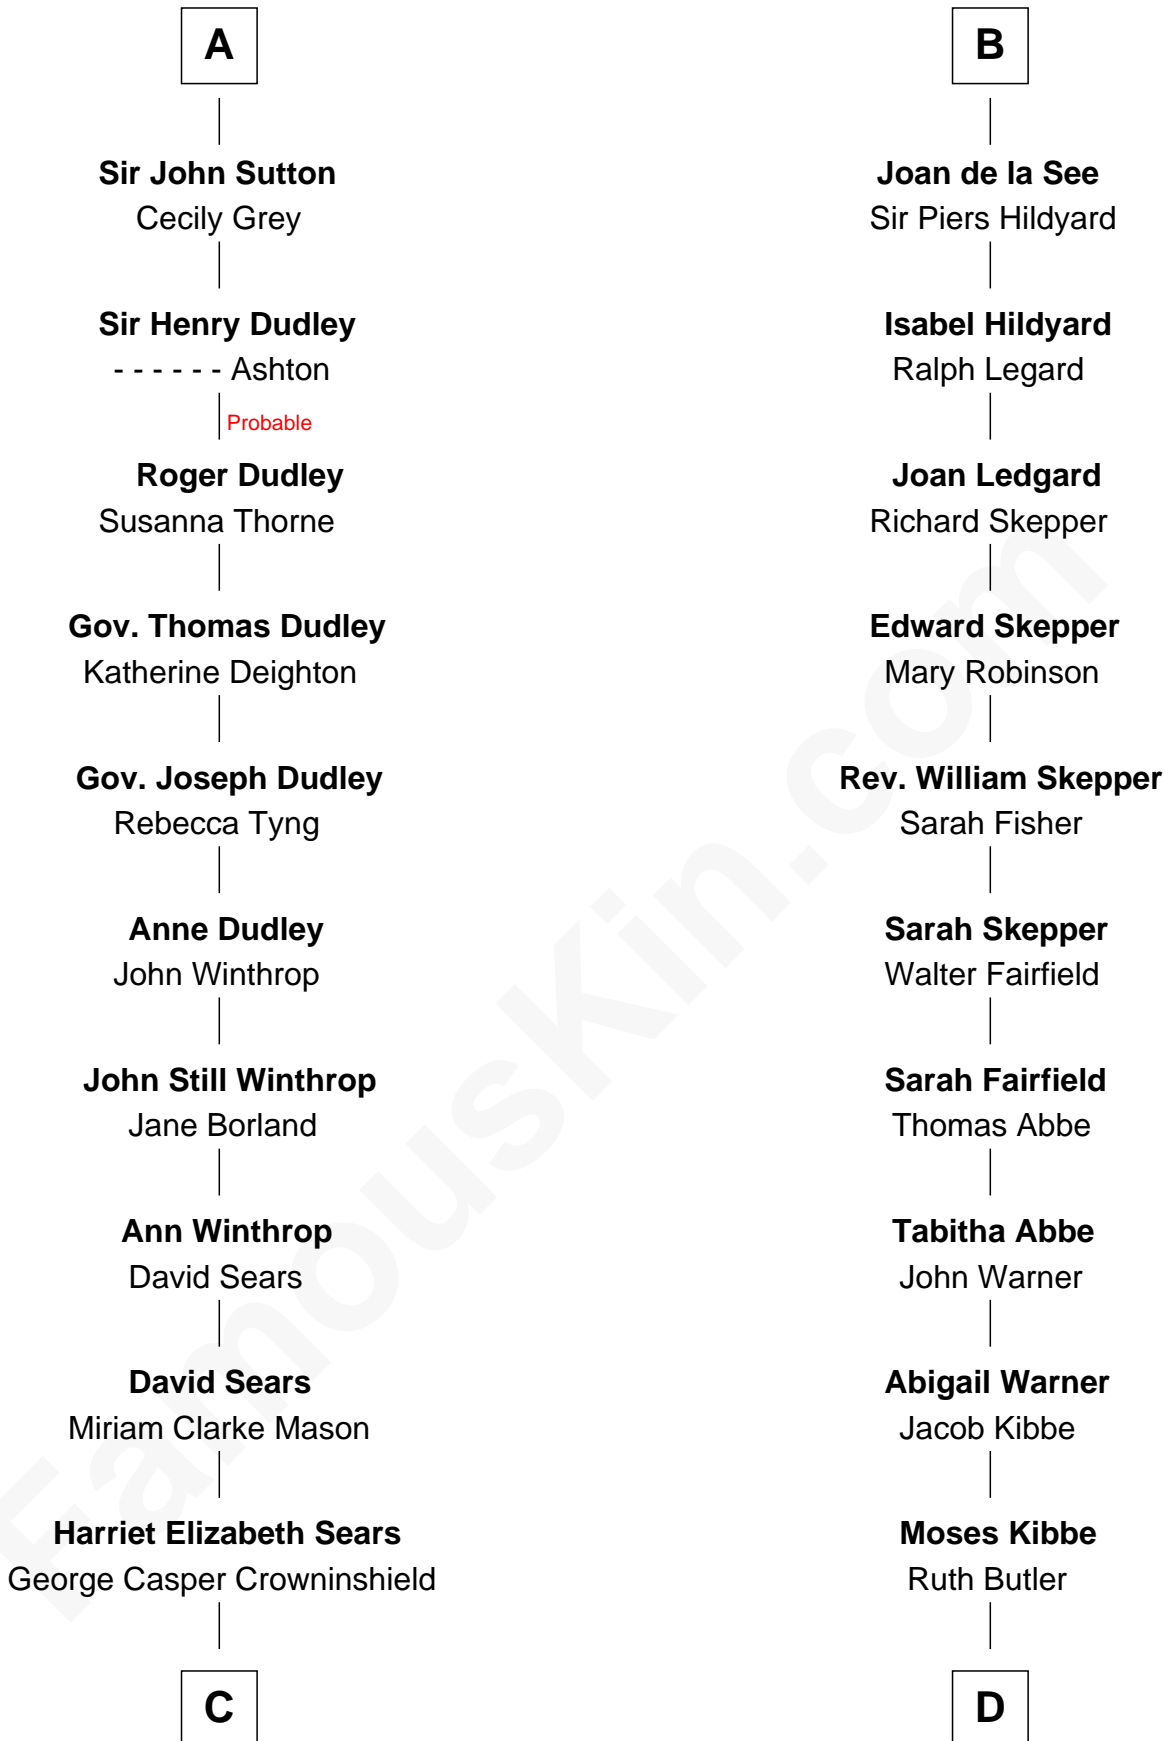 A
Sir John Sutton
Cecily Grey
Sir Henry Dudley
- - - - - - Ashton
Probable
Roger Dudley
Susanna Thorne
Gov. Thomas Dudley
Katherine Deighton
Gov. Joseph Dudley
Rebecca Tyng
Anne Dudley
John Winthrop
John Still Winthrop
Jane Borland
Ann Winthrop
David Sears
David Sears
Miriam Clarke Mason
Harriet Elizabeth Sears
George Casper Crowninshield
C
B
Joan de la See
Sir Piers Hildyard
Isabel Hildyard
Ralph Legard
Joan Ledgard
Richard Skepper
Edward Skepper
Mary Robinson
Rev. William Skepper
Sarah Fisher
Sarah Skepper
Walter Fairfield
Sarah Fairfield
Thomas Abbe
Tabitha Abbe
John Warner
Abigail Warner
Jacob Kibbe
Moses Kibbe
Ruth Butler
D
FamousKin.com